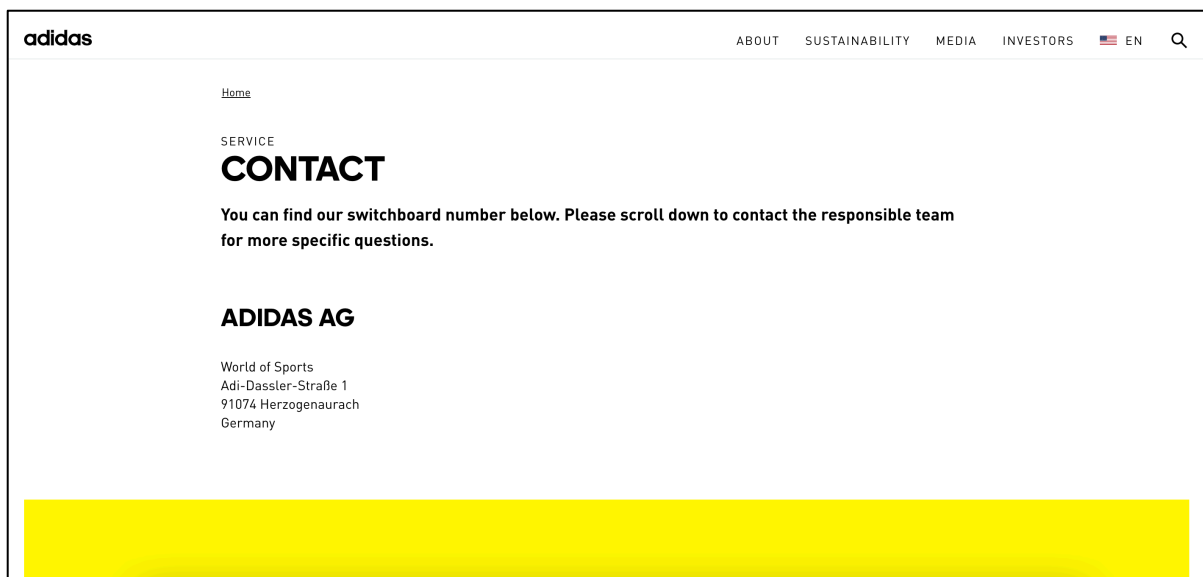 adidas
ABOUT SUSTAINABILITY MEDIA INVESTORS EN
Home
SERVICE
CONTACT
You can find our switchboard number below. Please scroll down to contact the responsible team
for more specific questions.
ADIDAS AG
World of Sports
Adi-Dassler-Straße 1
91074 Herzogenaurach
Germany